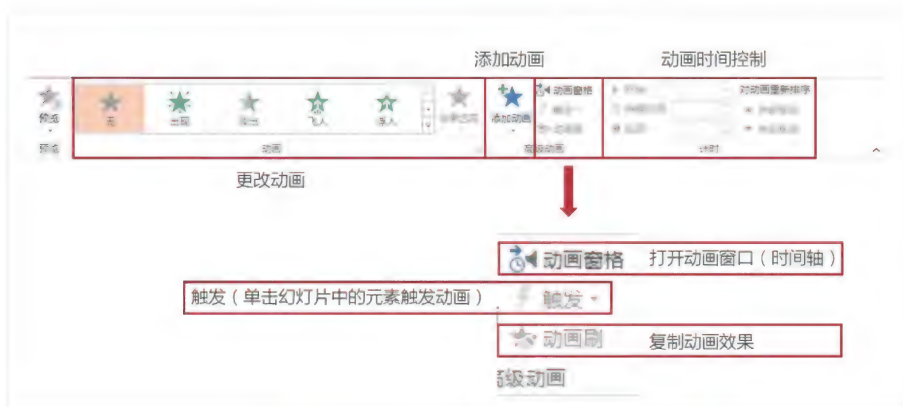 添加动画 动画时间控制
预览 无 出现 淡出 飞入 浮入 添加动画 动画窗格 对动画重新排序
预览 动画 高级动画 计时
更改动画
动画窗格 打开动画窗口（时间轴）
触发（单击幻灯片中的元素触发动画） 触发
动画刷 复制动画效果
高级动画